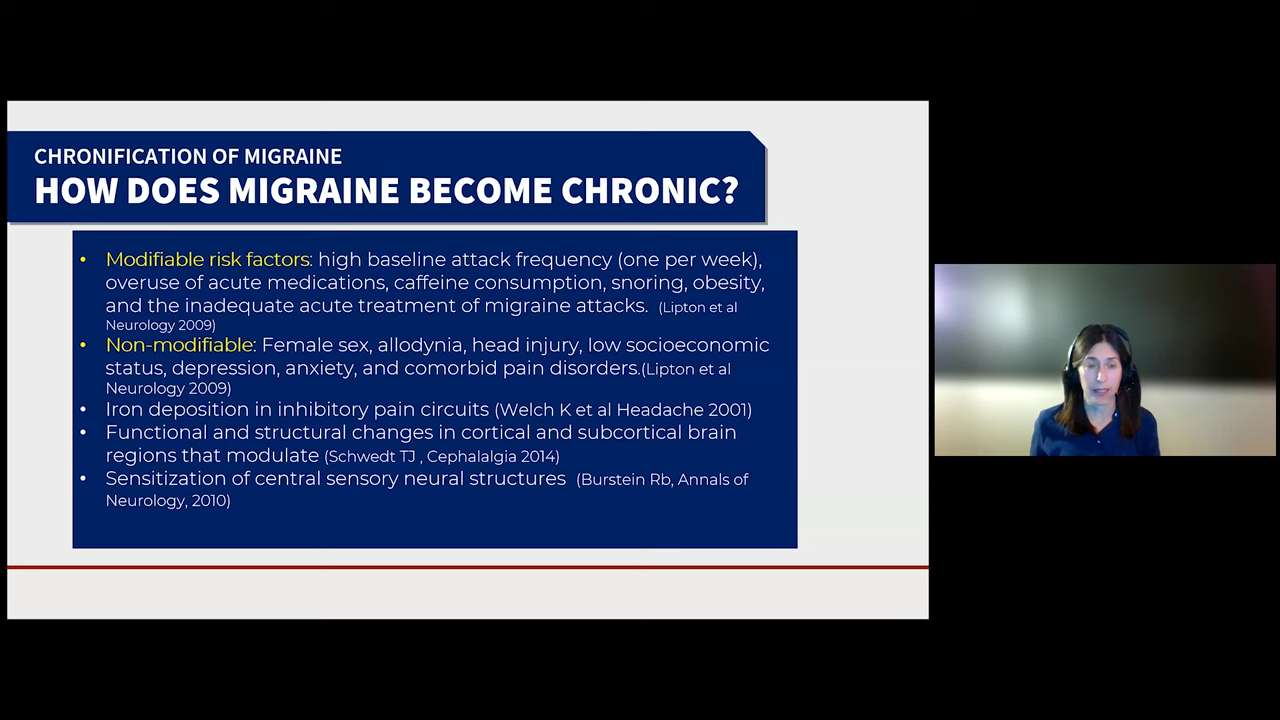 CHRONIFICATION OF MIGRAINE
HOW DOES MIGRAINE BECOME CHRONIC?
• Modifiable risk factors: high baseline attack frequency (one per week),
overuse of acute medications, caffeine consumption, snoring, obesity,
and the inadequate acute treatment of migraine attacks. (Lipton et al
Neurology 2009)
• Non-modifiable: Female sex, allodynia, head injury, low socioeconomic
status, depression, anxiety, and comorbid pain disorders.(Lipton et al
Neurology 2009)
• Iron deposition in inhibitory pain circuits (Welch K et al Headache 2001)
• Functional and structural changes in cortical and subcortical brain
regions that modulate (Schwedt TJ , Cephalalgia 2014)
• Sensitization of central sensory neural structures (Burstein Rb, Annals of
Neurology, 2010)